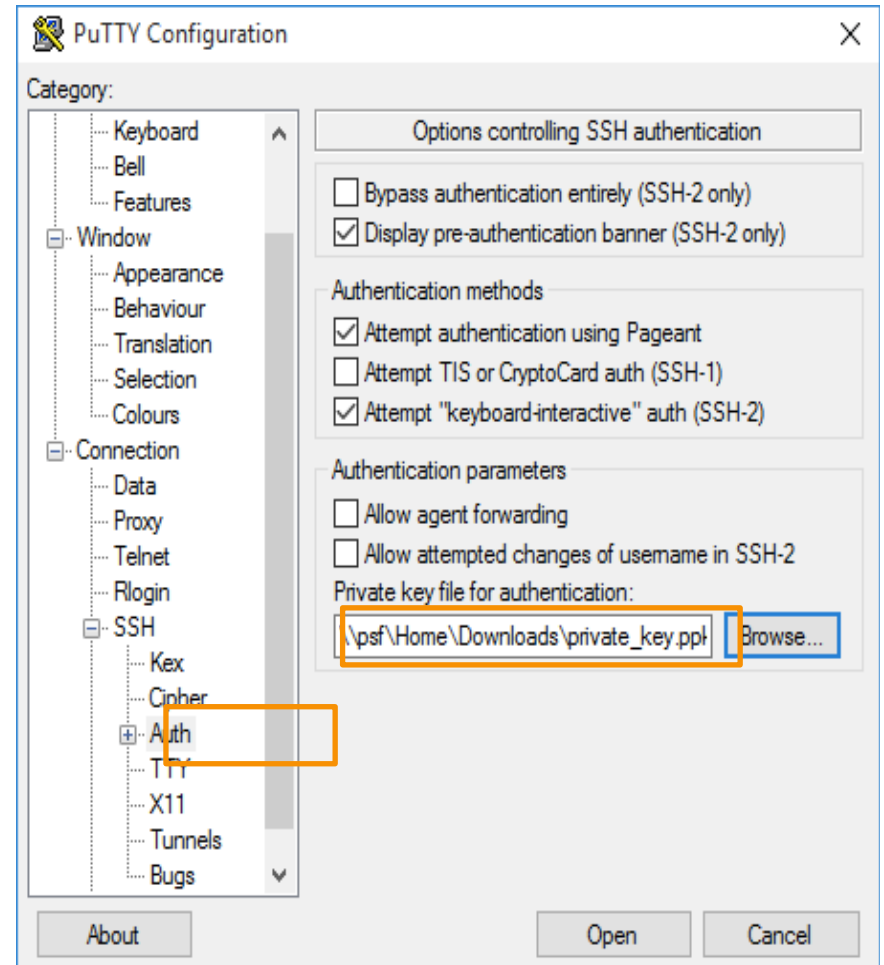 PuTTY Configuration
Category:
Keyboard
Bell
Features
Window
Appearance
Behaviour
Translation
Selection
Colours
Connection
Data
Proxy
Telnet
Rlogin
SSH
Kex
Cipher
Auth
TTY
X11
Tunnels
Bugs
Options controlling SSH authentication
Bypass authentication entirely (SSH-2 only)
Display pre-authentication banner (SSH-2 only)
Authentication methods
Attempt authentication using Pageant
Attempt TIS or CryptoCard auth (SSH-1)
Attempt "keyboard-interactive" auth (SSH-2)
Authentication parameters
Allow agent forwarding
Allow attempted changes of username in SSH-2
Private key file for authentication:
\\psf\Home\Downloads\private_key.ppk Browse...
About Open Cancel